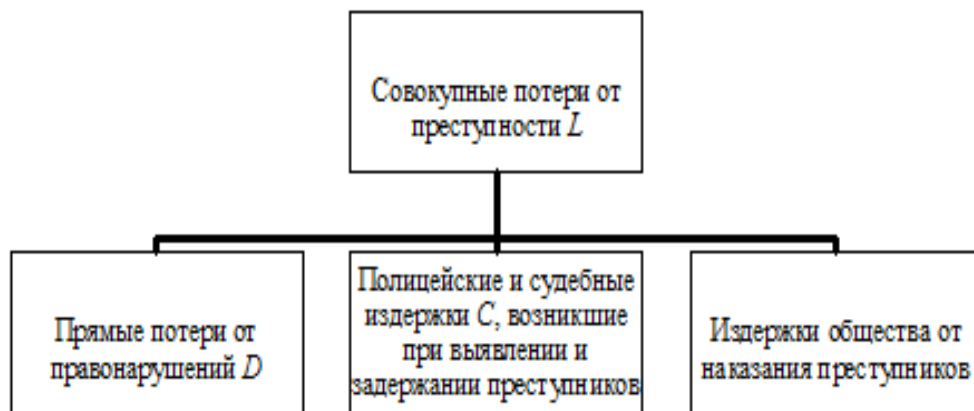 Совокупные потери от
преступности L
Прямые потери от
правонарушений D
Полицейские и судебные
издержки C, возникшие
при выявлении и
задержании преступников
Издержки общества от
наказания преступников